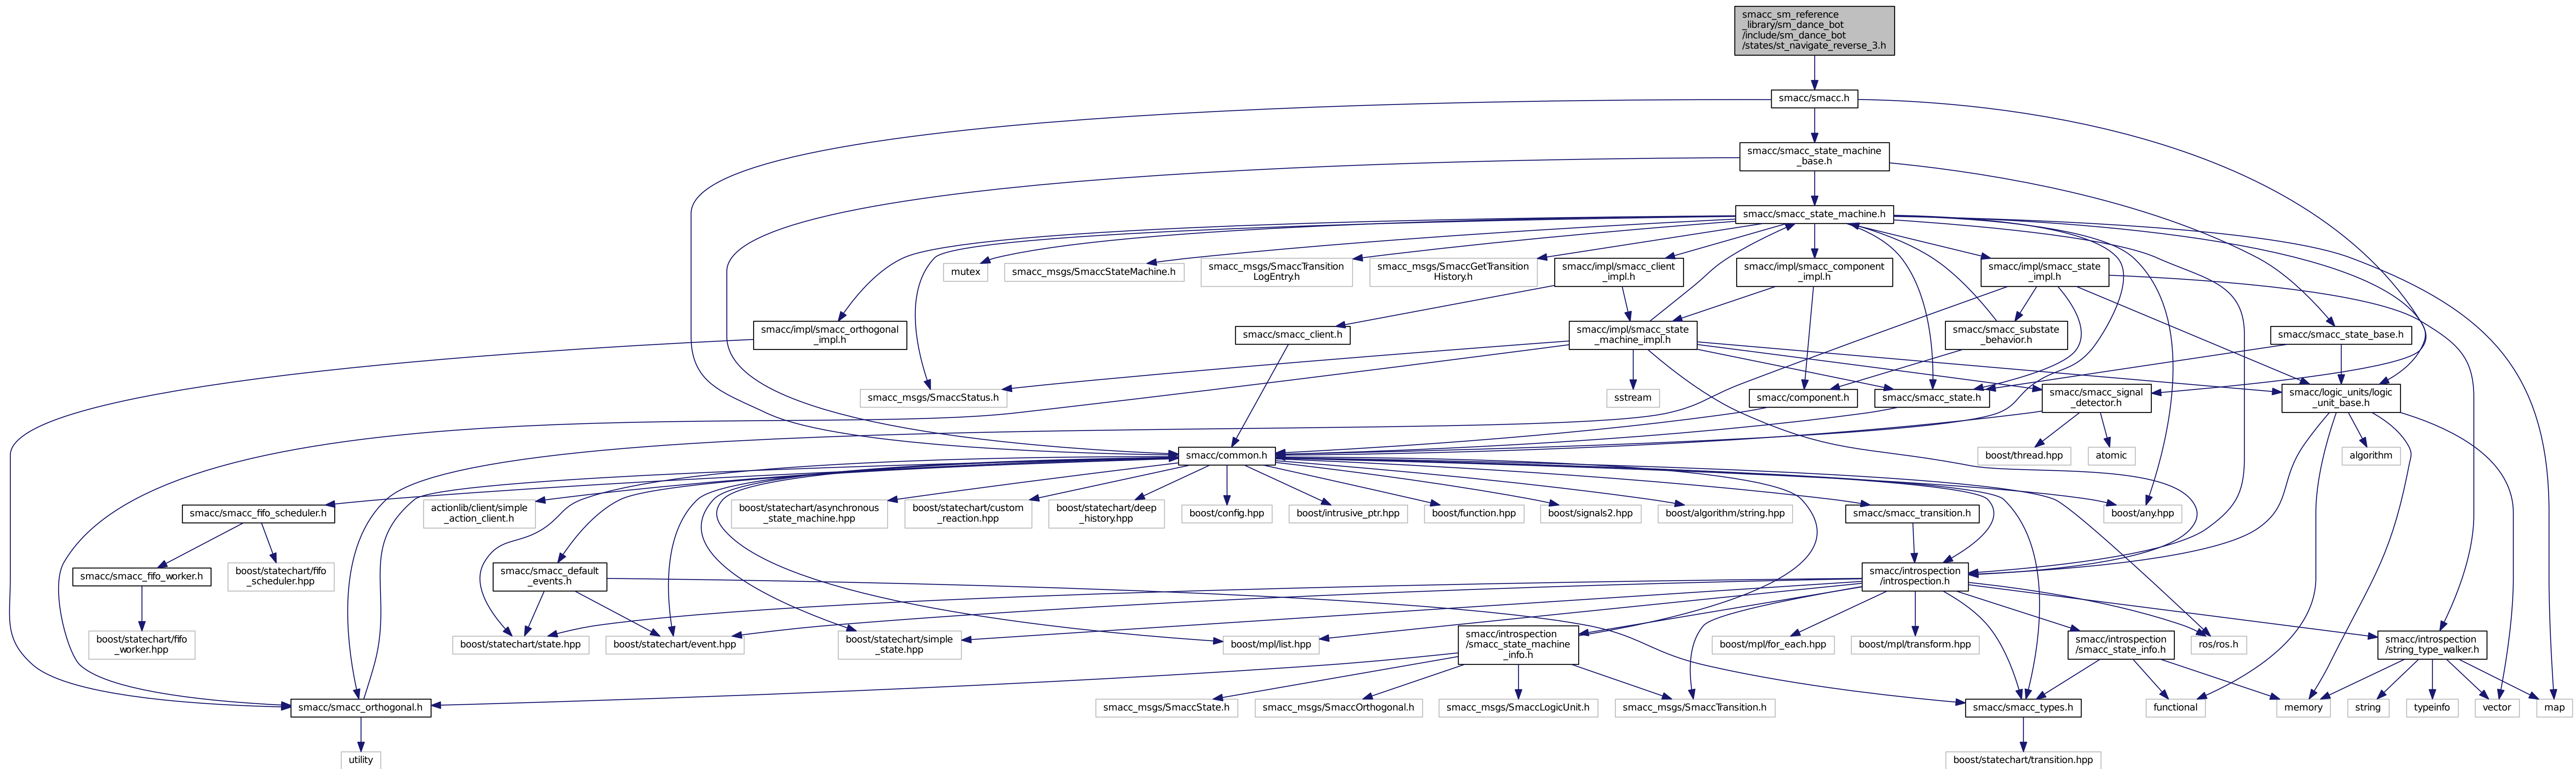 smacc_sm_reference
_library/sm_dance_bot
/include/sm_dance_bot
/states/st_navigate_reverse_3.h
smacc/smacc.h
smacc/smacc_state_machine
_base.h
smacc/smacc_state_machine.h
mutex
smacc_msgs/SmaccStateMachine.h
smacc_msgs/SmaccTransition
LogEntry.h
smacc_msgs/SmaccGetTransition
History.h
smacc/impl/smacc_client
_impl.h
smacc/impl/smacc_component
_impl.h
smacc/impl/smacc_state
_impl.h
smacc/impl/smacc_orthogonal
_impl.h
smacc/smacc_client.h
smacc/impl/smacc_state
_machine_impl.h
smacc/smacc_substate
_behavior.h
smacc/smacc_state_base.h
smacc_msgs/SmaccStatus.h
sstream
smacc/component.h
smacc/smacc_state.h
smacc/smacc_signal
_detector.h
smacc/logic_units/logic
_unit_base.h
smacc/common.h
boost/thread.hpp
atomic
algorithm
smacc/smacc_fifo_scheduler.h
actionlib/client/simple
_action_client.h
boost/statechart/asynchronous
_state_machine.hpp
boost/statechart/custom
_reaction.hpp
boost/statechart/deep
_history.hpp
boost/config.hpp
boost/intrusive_ptr.hpp
boost/function.hpp
boost/signals2.hpp
boost/algorithm/string.hpp
smacc/smacc_transition.h
boost/any.hpp
smacc/smacc_fifo_worker.h
boost/statechart/fifo
_scheduler.hpp
smacc/smacc_default
_events.h
smacc/introspection
/introspection.h
boost/statechart/fifo
_worker.hpp
boost/statechart/state.hpp
boost/statechart/event.hpp
boost/statechart/simple
_state.hpp
boost/mpl/list.hpp
smacc/introspection
/smacc_state_machine
_info.h
boost/mpl/for_each.hpp
boost/mpl/transform.hpp
smacc/introspection
/smacc_state_info.h
ros/ros.h
smacc/introspection
/string_type_walker.h
smacc/smacc_orthogonal.h
smacc_msgs/SmaccState.h
smacc_msgs/SmaccOrthogonal.h
smacc_msgs/SmaccLogicUnit.h
smacc_msgs/SmaccTransition.h
smacc/smacc_types.h
functional
memory
string
typeinfo
vector
map
utility
boost/statechart/transition.hpp